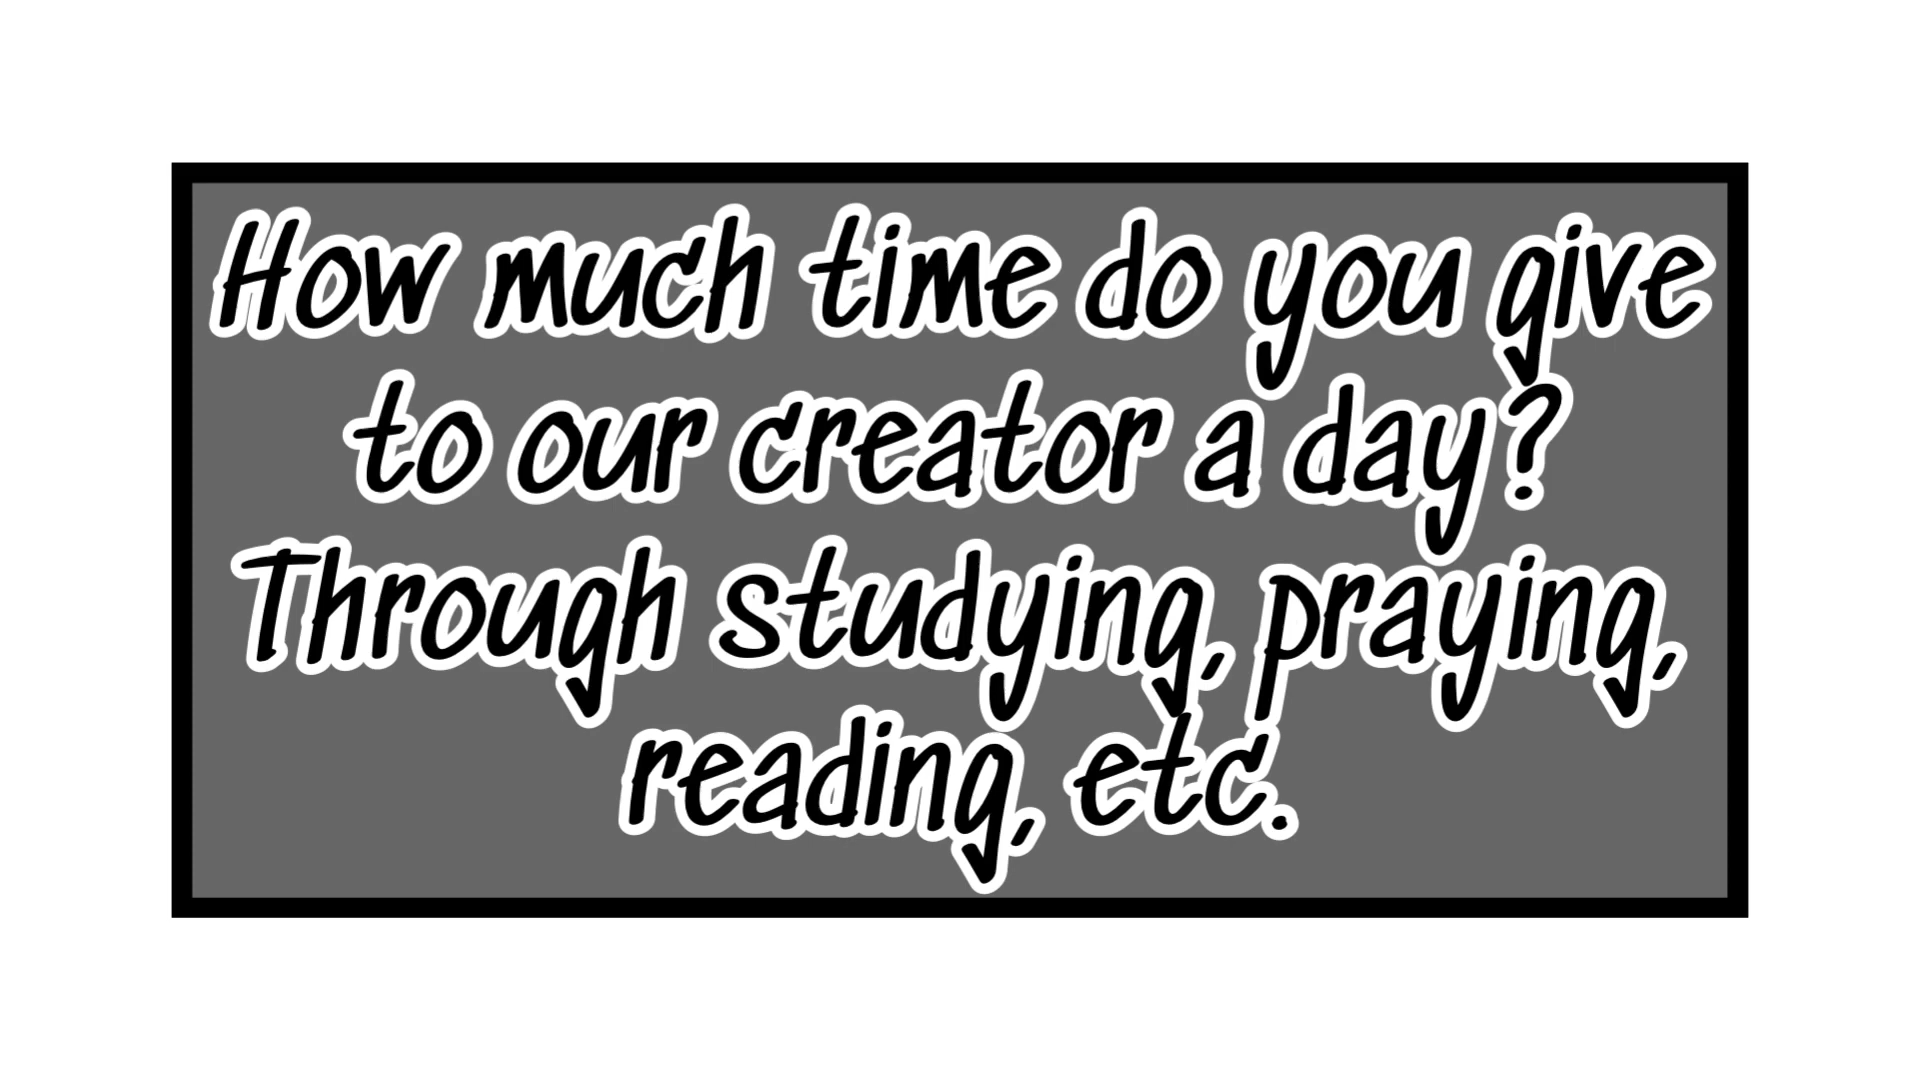 How much time do you give
to our creator a day?
Through studying, praying,
reading, etc.